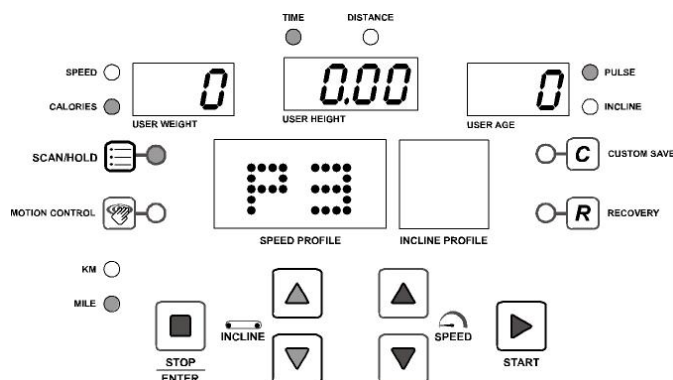 TIME DISTANCE
SPEED 0 0.00 0 PULSE
CALORIES INCLINE
USER WEIGHT USER HEIGHT USER AGE
SCAN/HOLD C CUSTOM SAVE
P3
MOTION CONTROL R RECOVERY
SPEED PROFILE INCLINE PROFILE
KM
MILE
INCLINE SPEED
STOP START
ENTER